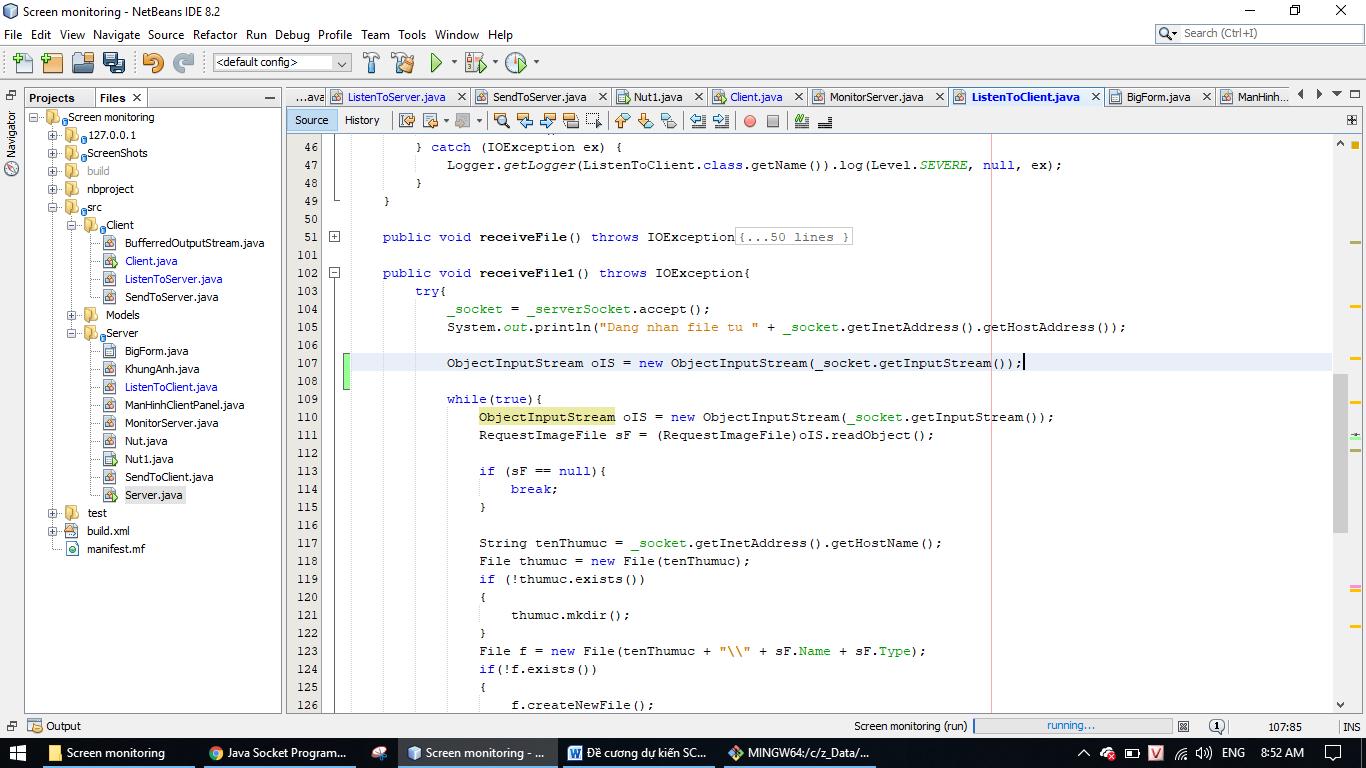 Screen monitoring - NetBeans IDE 8.2
File Edit View Navigate Source Refactor Run Debug Profile Team Tools Window Help
Search (Ctrl+I)
<default config>
Projects
Files
Navigator
...ava
ListenToServer.java
SendToServer.java
Nut1.java
Client.java
MonitorServer.java
ListenToClient.java
BigForm.java
ManHinh...
Source
History
Screen monitoring
127.0.0.1
ScreenShots
build
nbproject
src
Client
BufferredOutputStream.java
Client.java
ListenToServer.java
SendToServer.java
Models
Server
BigForm.java
KhungAnh.java
ListenToClient.java
ManHinhClientPanel.java
MonitorServer.java
Nut.java
Nut1.java
SendToClient.java
Server.java
test
build.xml
manifest.mf
46 } catch (IOException ex) {
47 Logger.getLogger(ListenToClient.class.getName()).log(Level.SEVERE, null, ex);
48 }
49 }
50
51 public void receiveFile() throws IOException{...50 lines }
101
102 public void receiveFile1() throws IOException{
103 try{
104 _socket = _serverSocket.accept();
105 System.out.println("Dang nhan file tu " + _socket.getInetAddress().getHostAddress());
106
107 ObjectInputStream oIS = new ObjectInputStream(_socket.getInputStream());
108
109 while(true){
110 ObjectInputStream oIS = new ObjectInputStream(_socket.getInputStream());
111 RequestImageFile sF = (RequestImageFile)oIS.readObject();
112
113 if (sF == null){
114 break;
115 }
116
117 String tenThumuc = _socket.getInetAddress().getHostName();
118 File thumuc = new File(tenThumuc);
119 if (!thumuc.exists())
120 {
121 thumuc.mkdir();
122 }
123 File f = new File(tenThumuc + "\\" + sF.Name + sF.Type);
124 if(!f.exists())
125 {
126 f.createNewFile();
Output
Screen monitoring (run)
running...
1
107:85
INS
Screen monitoring
Java Socket Program...
Screen monitoring - ...
Đề cương dự kiến SC...
MINGW64:/c/z_Data/...
V
ENG
8:52 AM